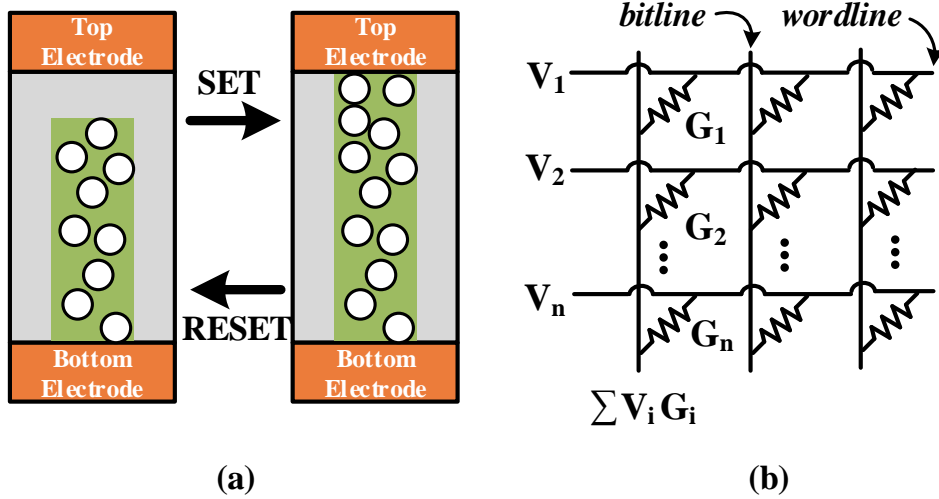 Top
Electrode
SET
RESET
Bottom
Electrode
Top
Electrode
Bottom
Electrode
(a)
bitline
wordline
V1
G1
V2
G2
Vn
Gn
∑ViGi
(b)